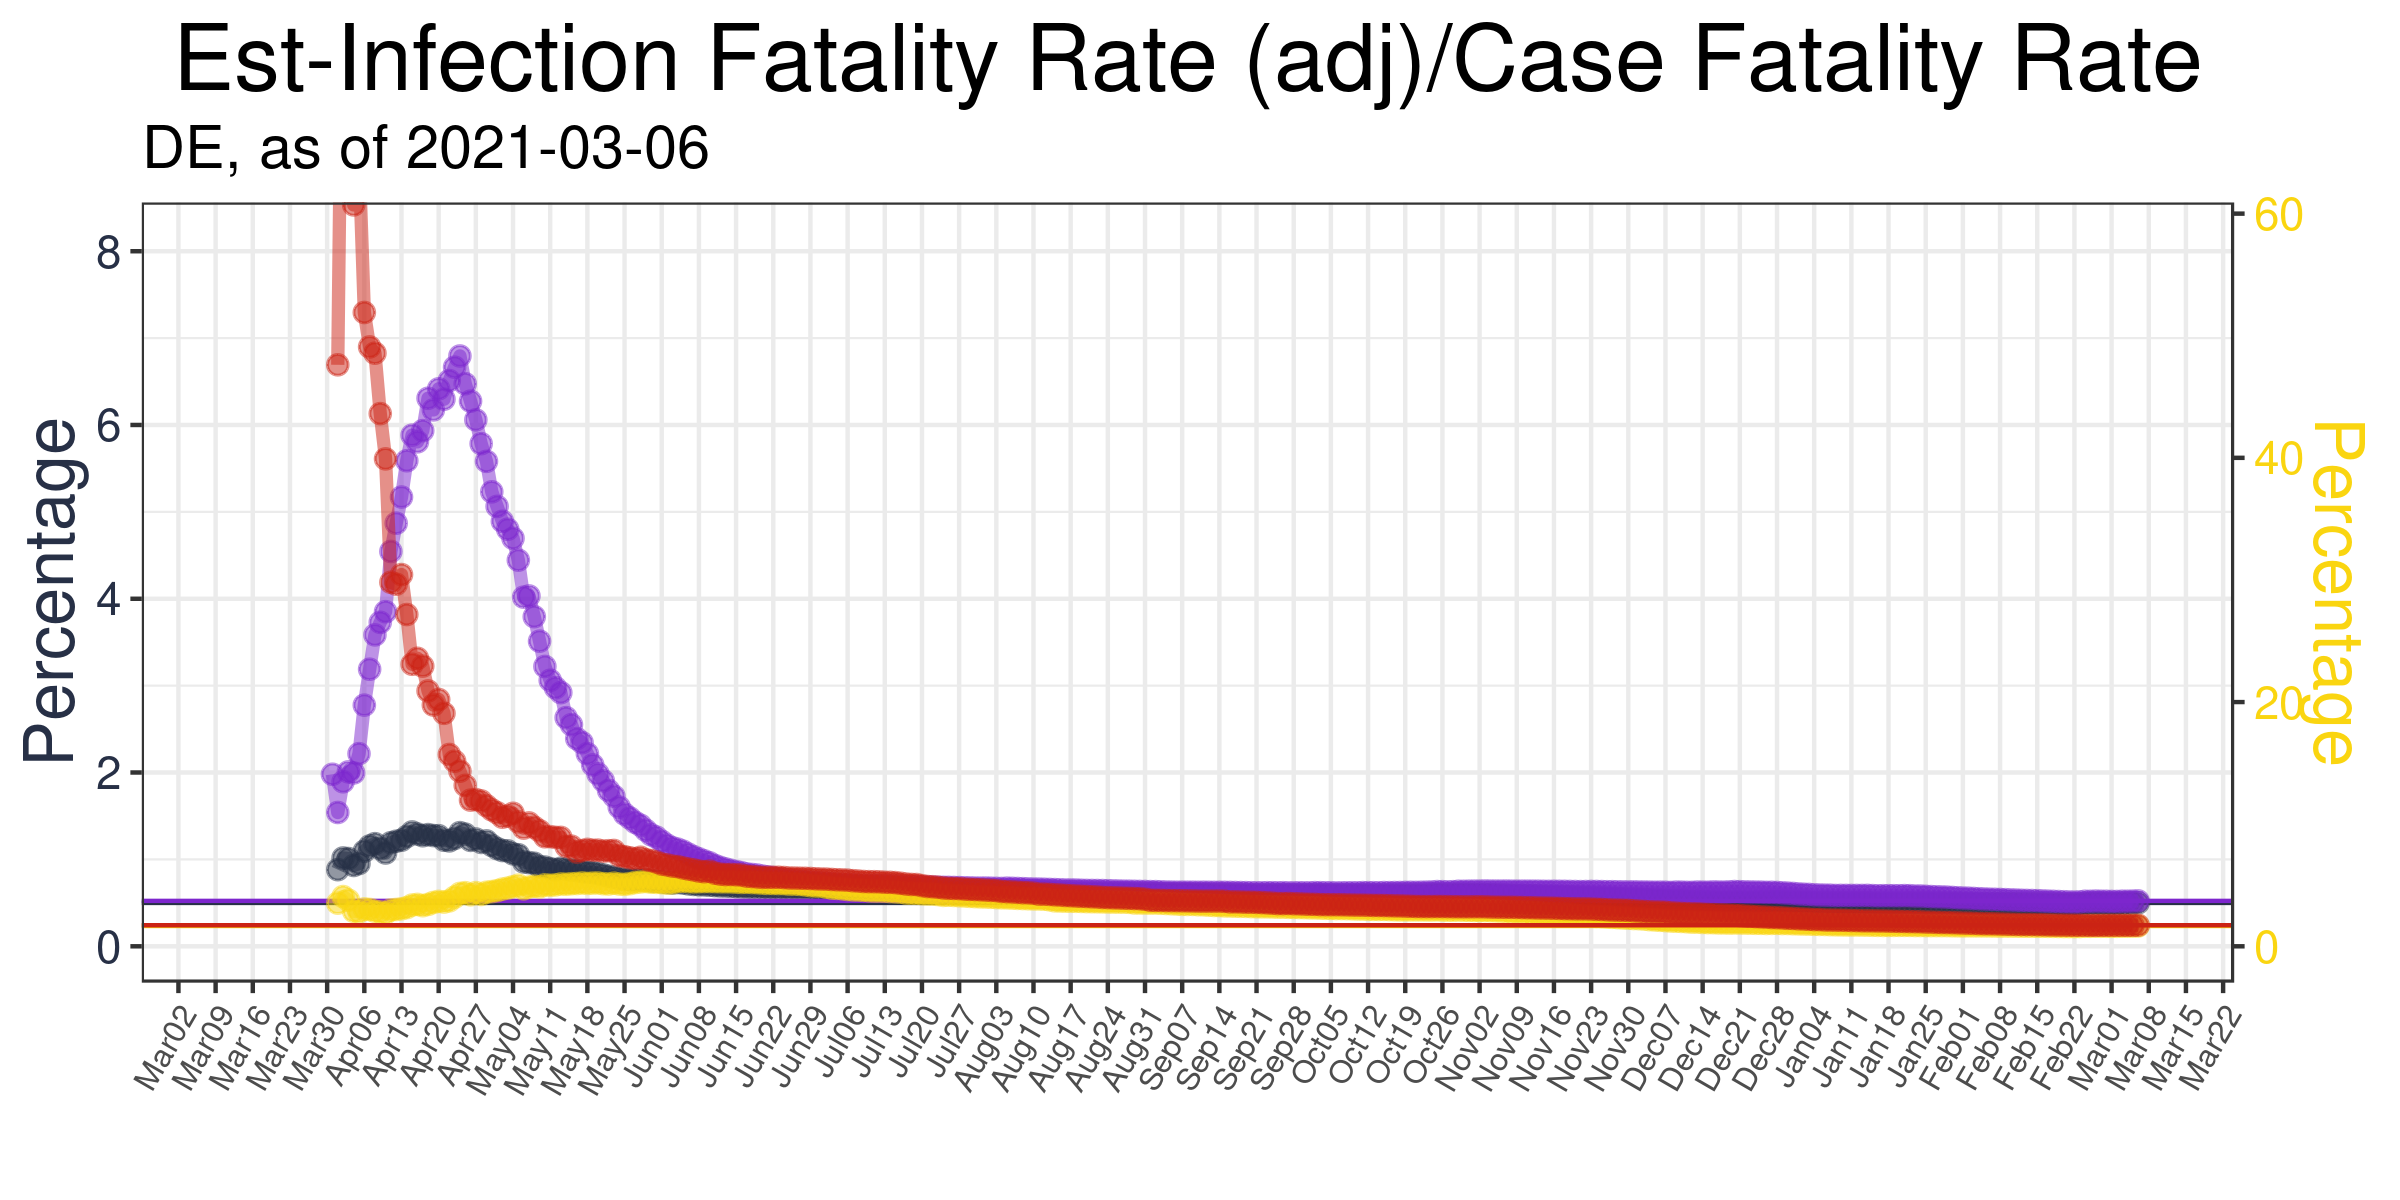 Est-Infection Fatality Rate (adj)/Case Fatality Rate
DE, as of 2021-03-06
Percentage
8
6
4
2
0
60
40
20
0
Percentage
Mar02
Mar09
Mar16
Mar23
Mar30
Apr06
Apr13
Apr20
Apr27
May04
May11
May18
May25
Jun01
Jun08
Jun15
Jun22
Jun29
Jul06
Jul13
Jul20
Jul27
Aug03
Aug10
Aug17
Aug24
Aug31
Sep07
Sep14
Sep21
Sep28
Oct05
Oct12
Oct19
Oct26
Nov02
Nov09
Nov16
Nov23
Nov30
Dec07
Dec14
Dec21
Dec28
Dec04
Jan11
Jan18
Jan25
Feb01
Feb08
Feb15
Feb22
Mar01
Mar08
Mar15
Mar22